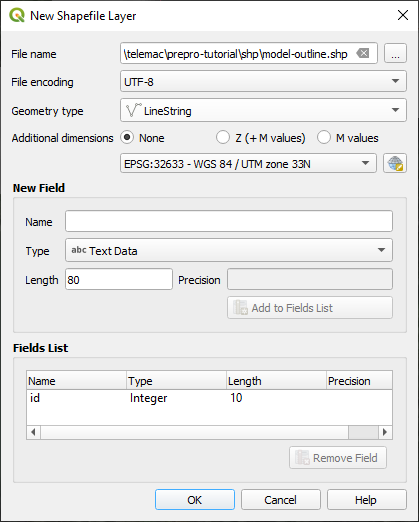 New Shapefile Layer
File name \telemac\prepro-tutorial\shp\model-outline.shp ...
File encoding UTF-8
Geometry type LineString
Additional dimensions None Z (+ M values) M values
EPSG:32633 - WGS 84 / UTM zone 33N
New Field
Name
Type abc Text Data
Length 80 Precision
Add to Fields List
Fields List
Name Type Length Precision
id Integer 10
Remove Field
OK Cancel Help